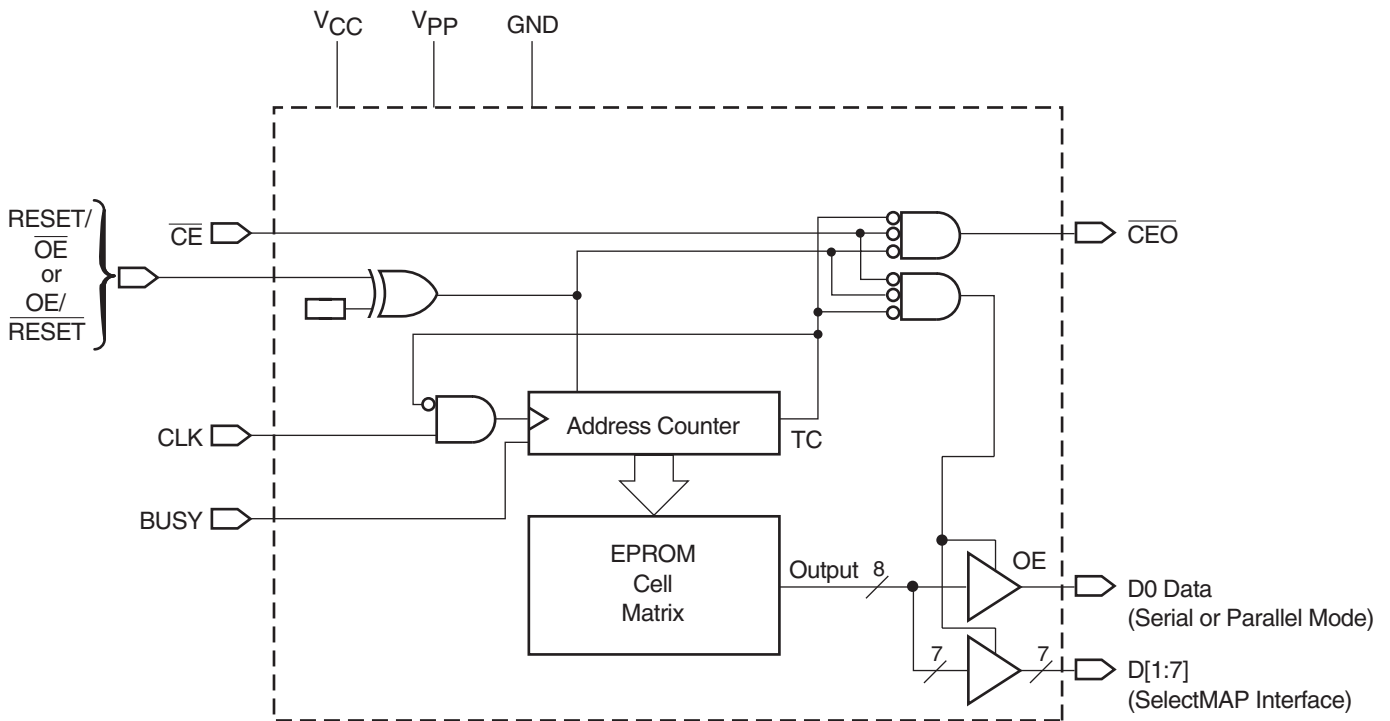 VCC
VPP
GND
RESET/
OE
or
OE/
RESET
CE
CEO
CLK
Address Counter
TC
BUSY
EPROM
Cell
Matrix
Output
8
OE
D0 Data
(Serial or Parallel Mode)
7
7
D[1:7]
(SelectMAP Interface)